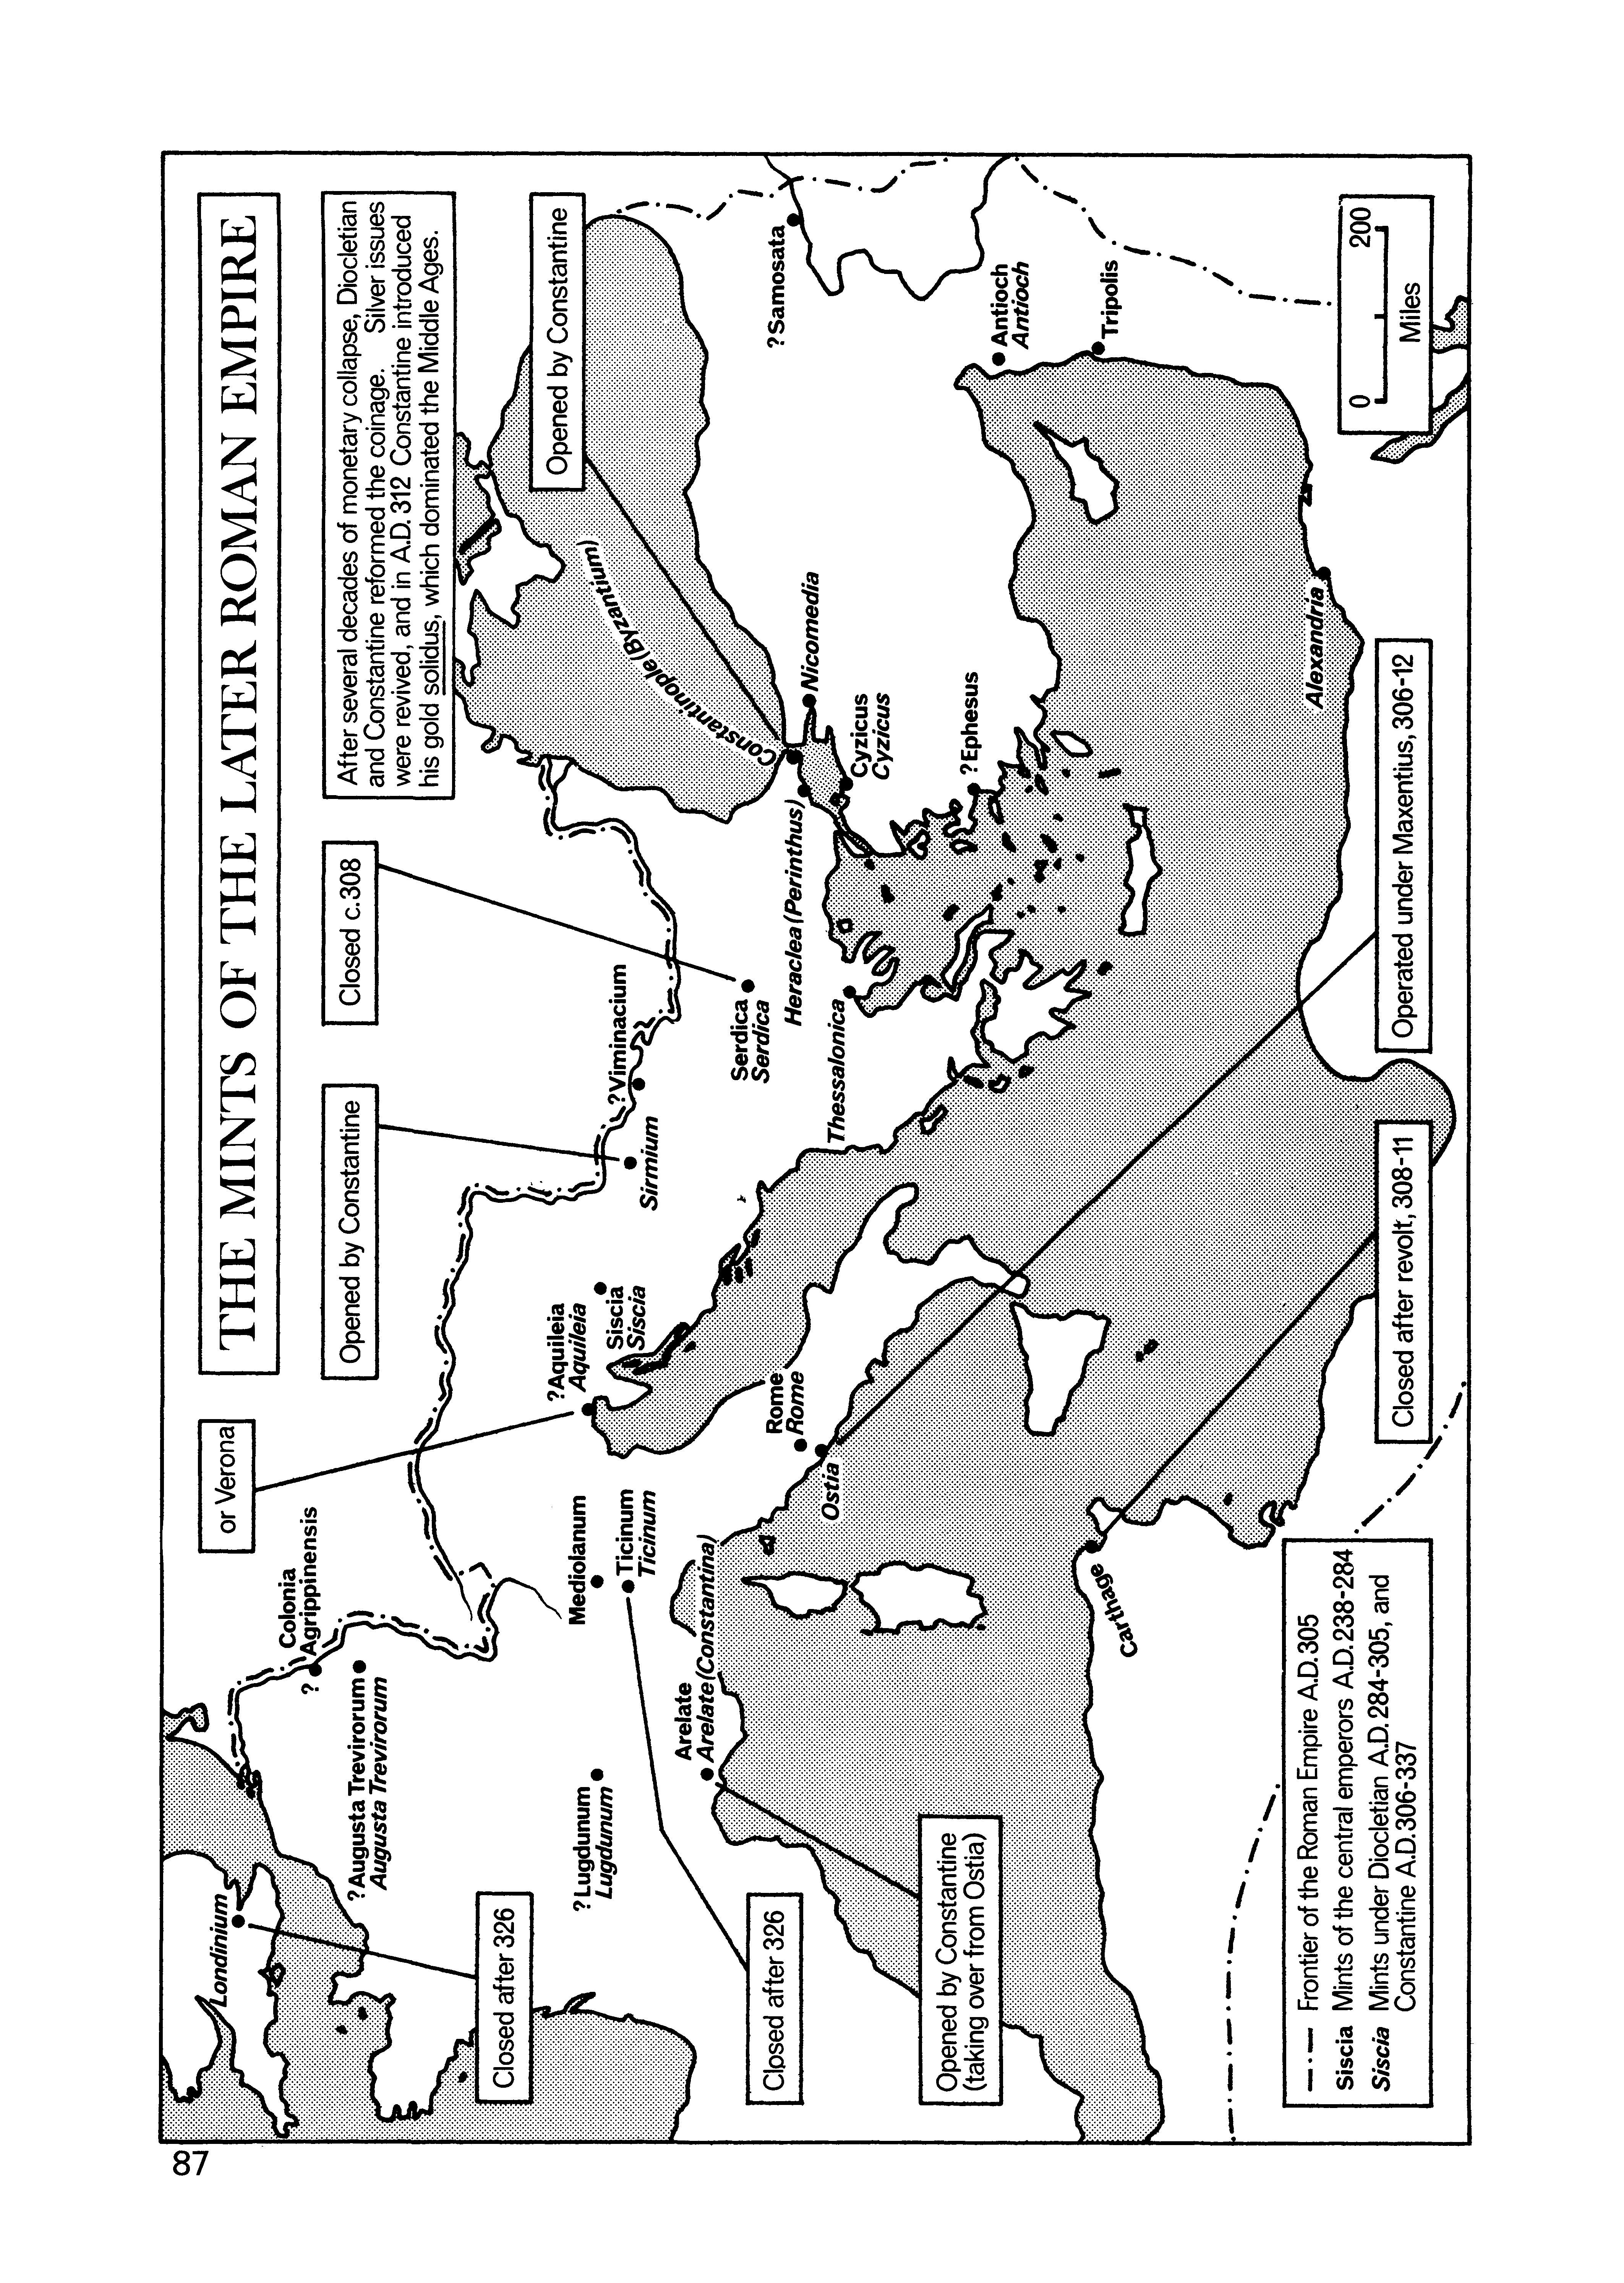 87
THE MINTS OF THE LATER ROMAN EMPIRE
After several decades of monetary collapse, Diocletian
and Constantine reformed the coinage. Silver issues
were revived, and in A.D. 312 Constantine introduced
his gold solidus, which dominated the Middle Ages.
or Verona
Opened by Constantine
Closed c.308
Opened by Constantine
Londinium
Colonia
Agrippinensis
?
?Augusta Trevirorum
Augusta Trevirorum
Closed after 326
?Lugdunum
Lugdunum
Mediolanum
Ticinum
Ticinum
?Aquileia
Aquileia
Siscia
Siscia
Sirmium
?Viminacium
Serdica
Serdica
Constantinople (Byzantium)
Heraclea (Perinthus)
Nicomedia
Cyzicus
Cyzicus
?Samosata
Arelate
Arelate (Constantina)
Rome
Rome
Ostia
Thessalonica
?Ephesus
Antioch
Antioch
Tripolis
Closed after 326
Opened by Constantine
(taking over from Ostia)
Carthage
Alexandria
Closed after revolt, 308-11
Operated under Maxentius, 306-12
Frontier of the Roman Empire A.D.305
Siscia Mints of the central emperors A.D.238-284
Siscia Mints under Diocletian A.D.284-305, and
Constantine A.D.306-337
0 200
Miles